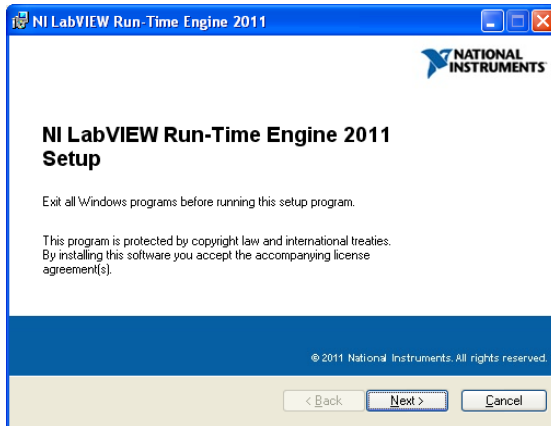 NI LabVIEW Run-Time Engine 2011
NATIONAL
INSTRUMENTS
NI LabVIEW Run-Time Engine 2011
Setup
Exit all Windows programs before running this setup program.
This program is protected by copyright law and international treaties.
By installing this software you accept the accompanying license
agreement(s).
© 2011 National Instruments. All rights reserved.
< Back Next > Cancel